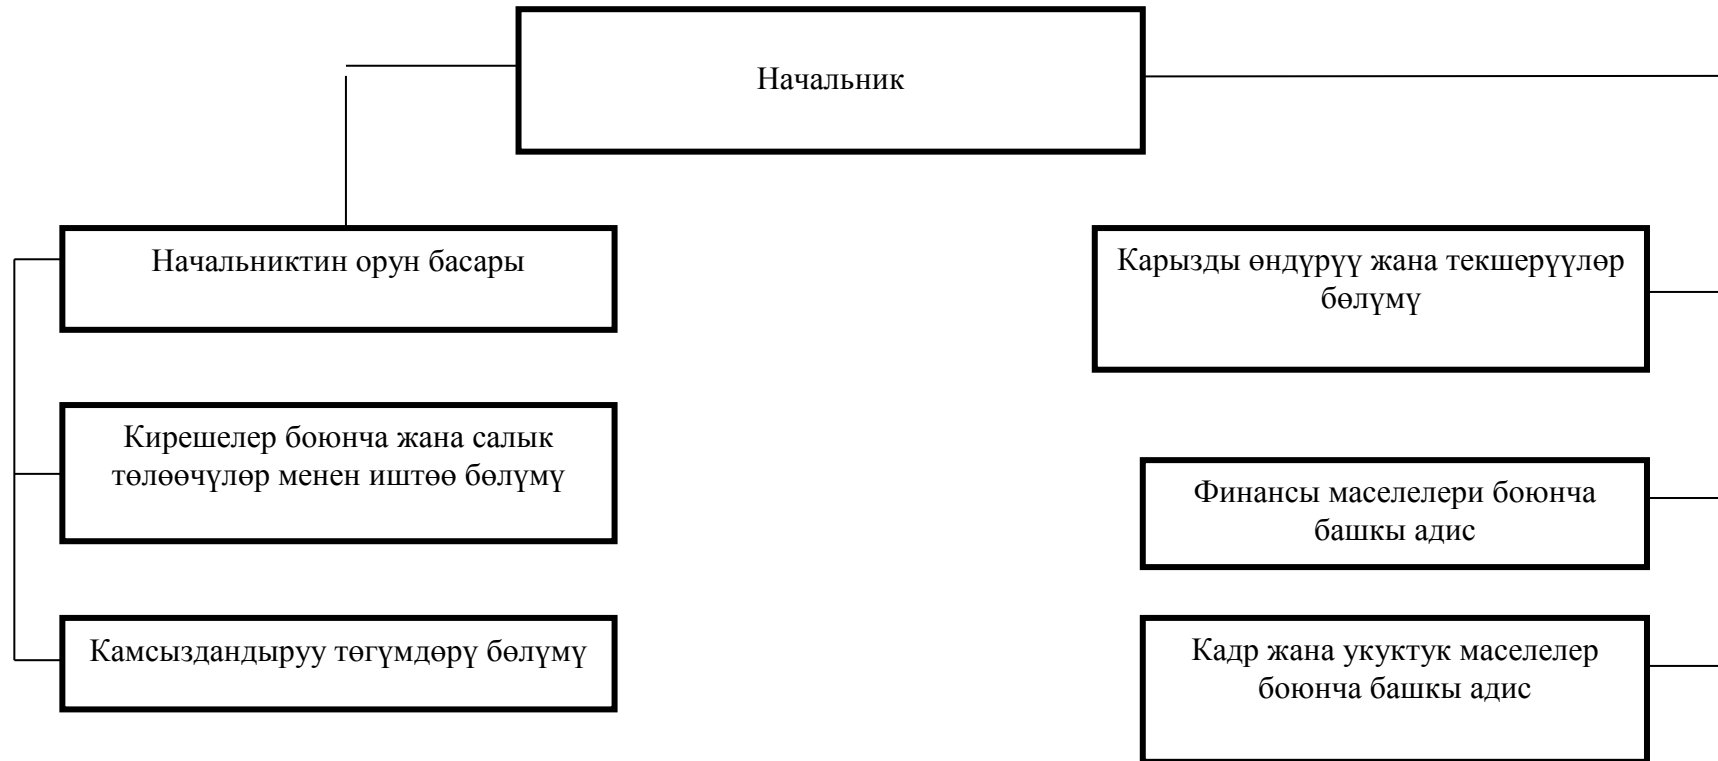 Начальник
Начальниктин орун басары
Карызды өндүрүү жана текшерүүлөр
бөлүмү
Кирешелер боюнча жана салык
төлөөчүлөр менен иштөө бөлүмү
Финансы маселелери боюнча
башкы адис
Камсыздандыруу төгүмдөрү бөлүмү
Кадр жана укуктук маселелер
боюнча башкы адис